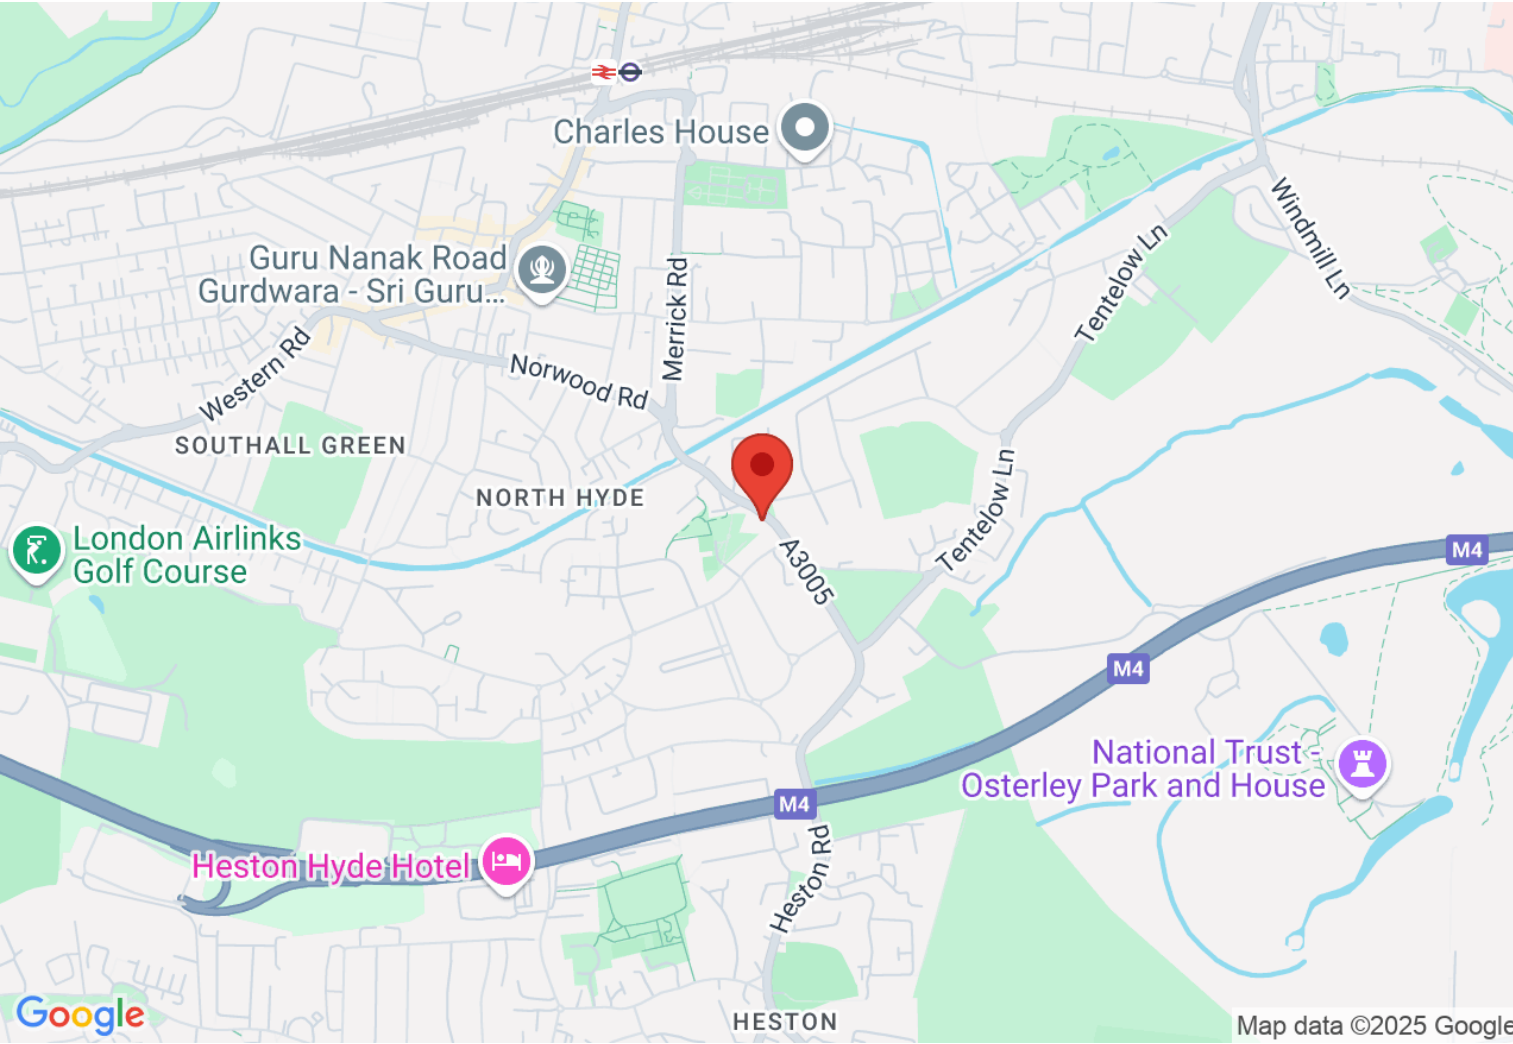 Charles House
Windmill Ln
Tentelow Ln
Guru Nanak Road
Gurdwara - Sri Guru...
Merrick Rd
Western Rd
Norwood Rd
SOUTHALL GREEN
NORTH HYDE
Tentelow Ln
London Airlinks
Golf Course
A3005
M4
M4
National Trust -
Osterley Park and House
M4
Heston Hyde Hotel
Heston Rd
Google
HESTON
Map data ©2025 Google